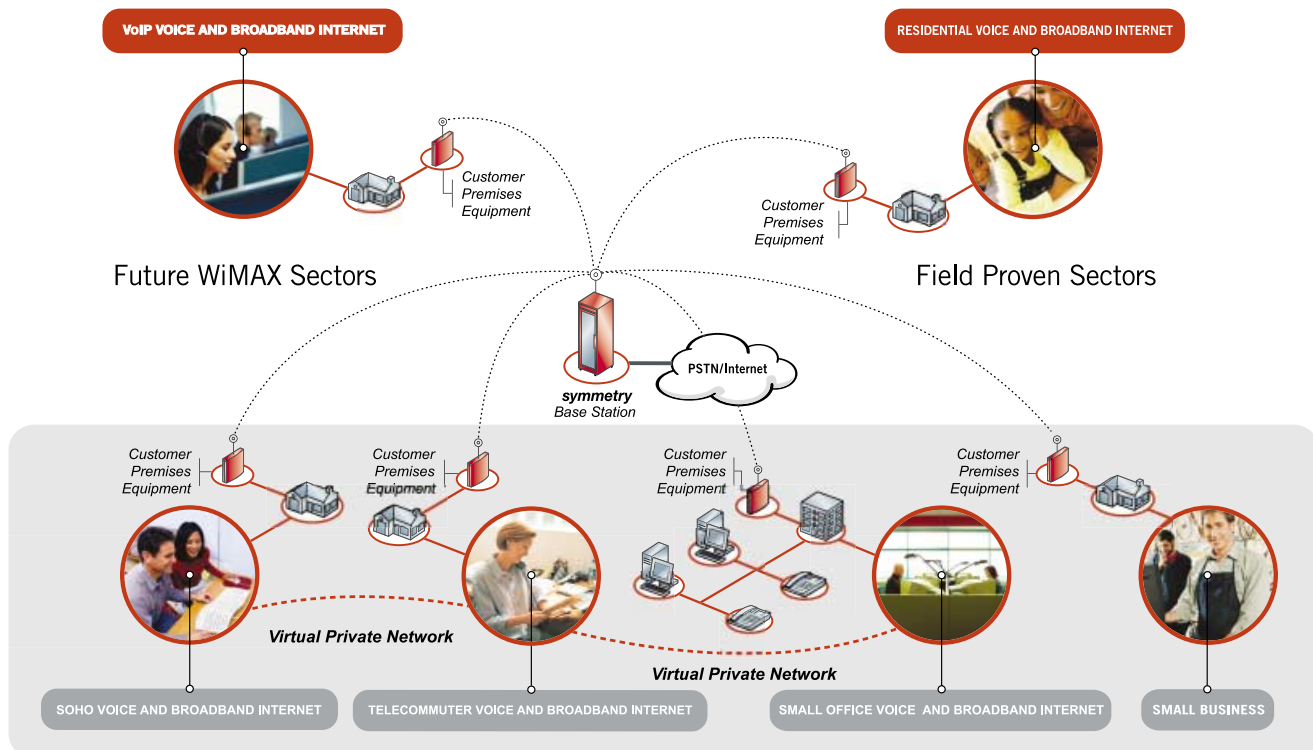 VoIP VOICE AND BROADBAND INTERNET
RESIDENTIAL VOICE AND BROADBAND INTERNET
Customer
Premises
Equipment
Customer
Premises
Equipment
Future WiMAX Sectors
Field Proven Sectors
PSTN/Internet
symmetry
Base Station
Customer
Premises
Equipment
Customer
Premises
Equipment
Customer
Premises
Equipment
Customer
Premises
Equipment
Virtual Private Network
Virtual Private Network
SOHO VOICE AND BROADBAND INTERNET
TELECOMMUTER VOICE AND BROADBAND INTERNET
SMALL OFFICE VOICE AND BROADBAND INTERNET
SMALL BUSINESS